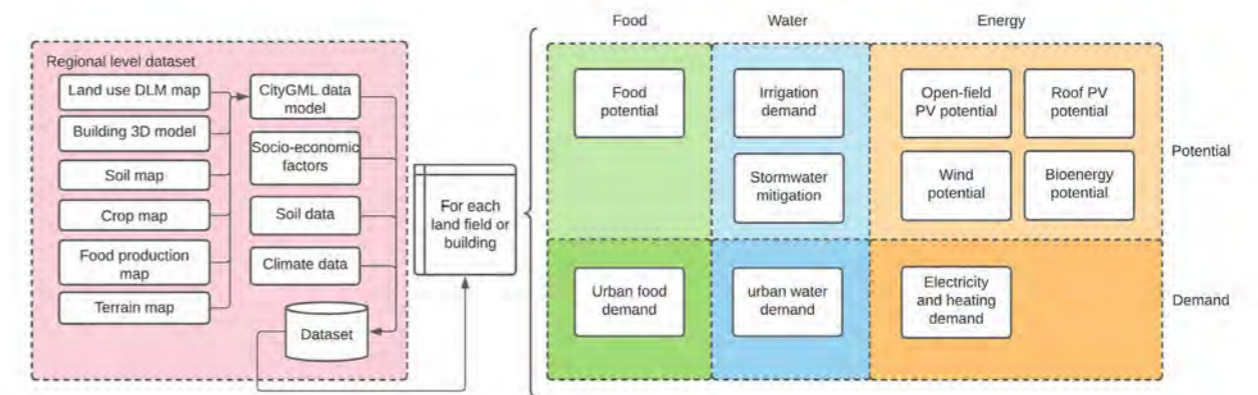 Food
Water
Energy
Regional level dataset
Land use DLM map
Building 3D model
Soil map
Crop map
Food production
map
Terrain map
CityGML data
model
Socio-economic
factors
Soil data
Climate data
Dataset
For each
land field or
building
Food
potential
Irrigation
demand
Stormwater
mitigation
Open-field
PV potential
Roof PV
potential
Wind
potential
Bioenergy
potential
Potential
Urban food
demand
urban water
demand
Electricity
and heating
demand
Demand